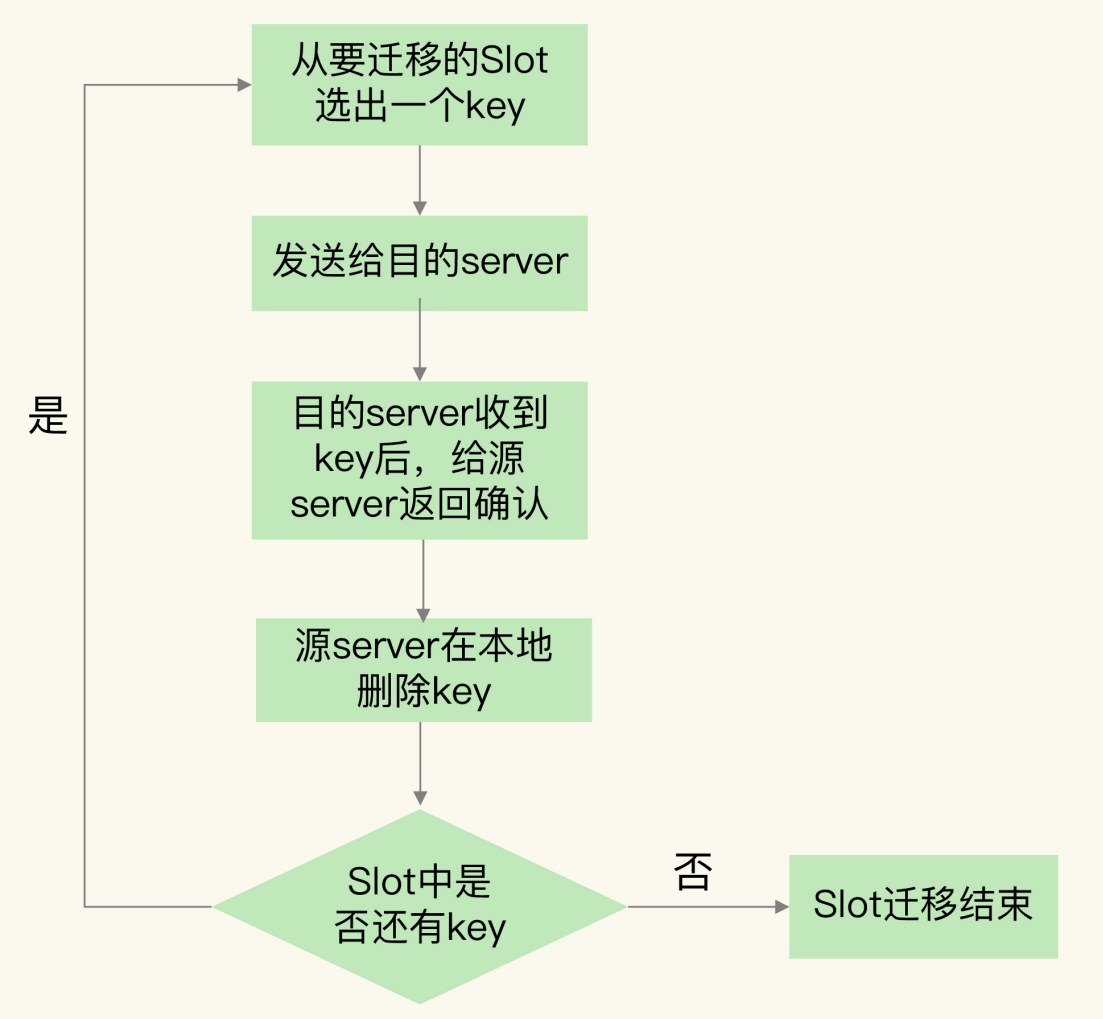 从要迁移的Slot
选出一个key
发送给目的server
目的server收到
key后，给源
server返回确认
是
源server在本地
删除key
Slot中是
否还有key
否
Slot迁移结束